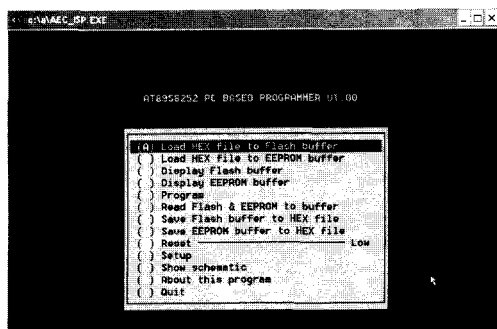 c:\a\AEC_ISP.EXE
AT89S8252 PC BASED PROGRAMMER V1.00
(A) Load HEX file to Flash buffer
( ) Load HEX file to EEPROM buffer
( ) Display Flash buffer
( ) Display EEPROM buffer
( ) Program
( ) Read Flash & EEPROM to buffer
( ) Save Flash buffer to HEX file
( ) Save EEPROM buffer to HEX file
( ) Reset Low
( ) Setup
( ) Show schematic
( ) About this program
( ) Quit